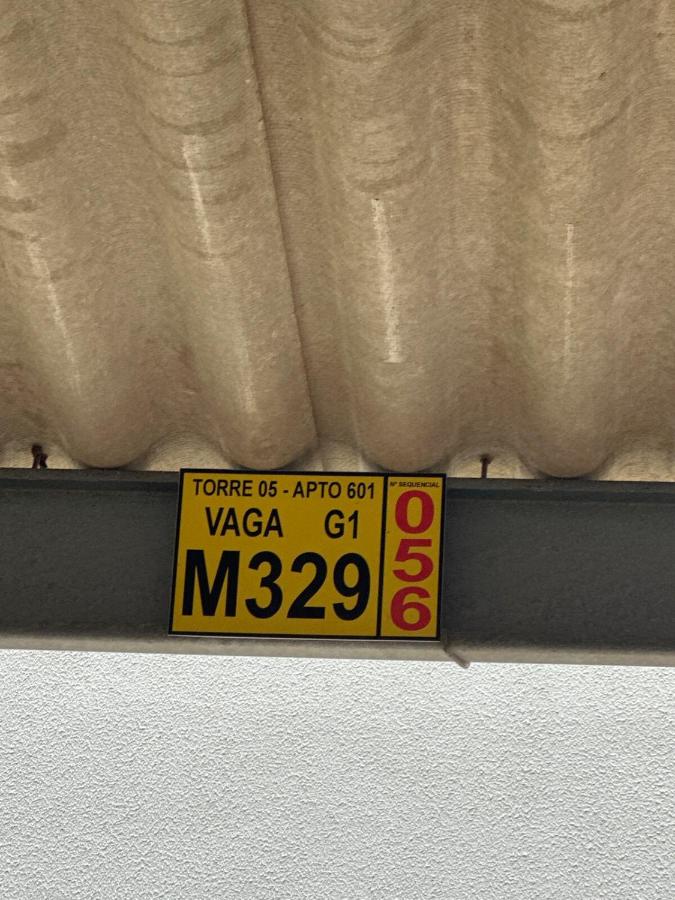 TORRE 05 - APTO 601
VAGA G1
M329
Nº SEQUENCIAL
056